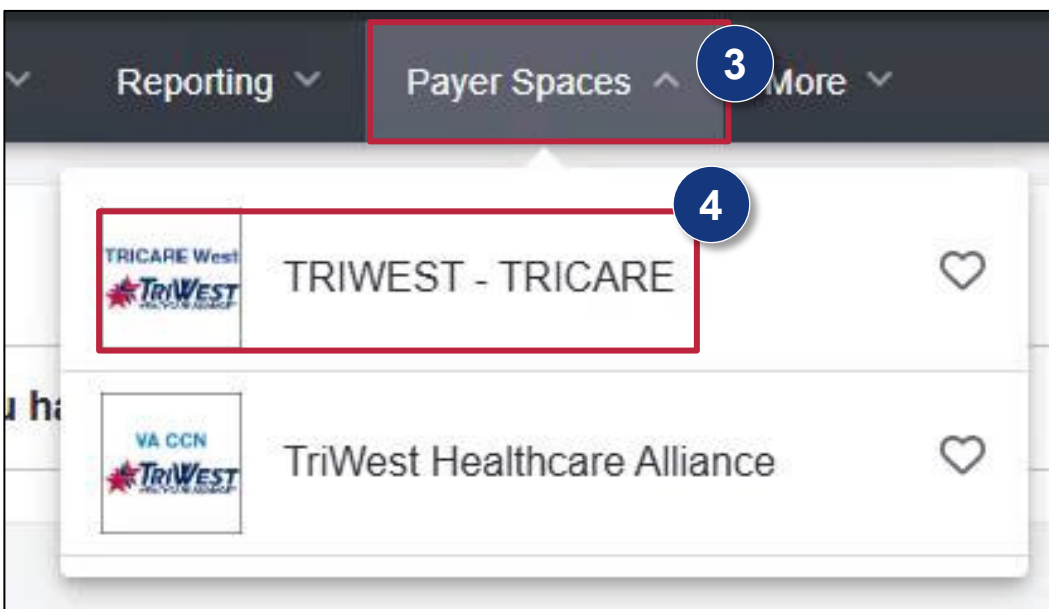 Reporting
Payer Spaces
3
More
4
TRICARE West
TRIWEST
TRIWEST - TRICARE
VA CCN
TRIWEST
TriWest Healthcare Alliance